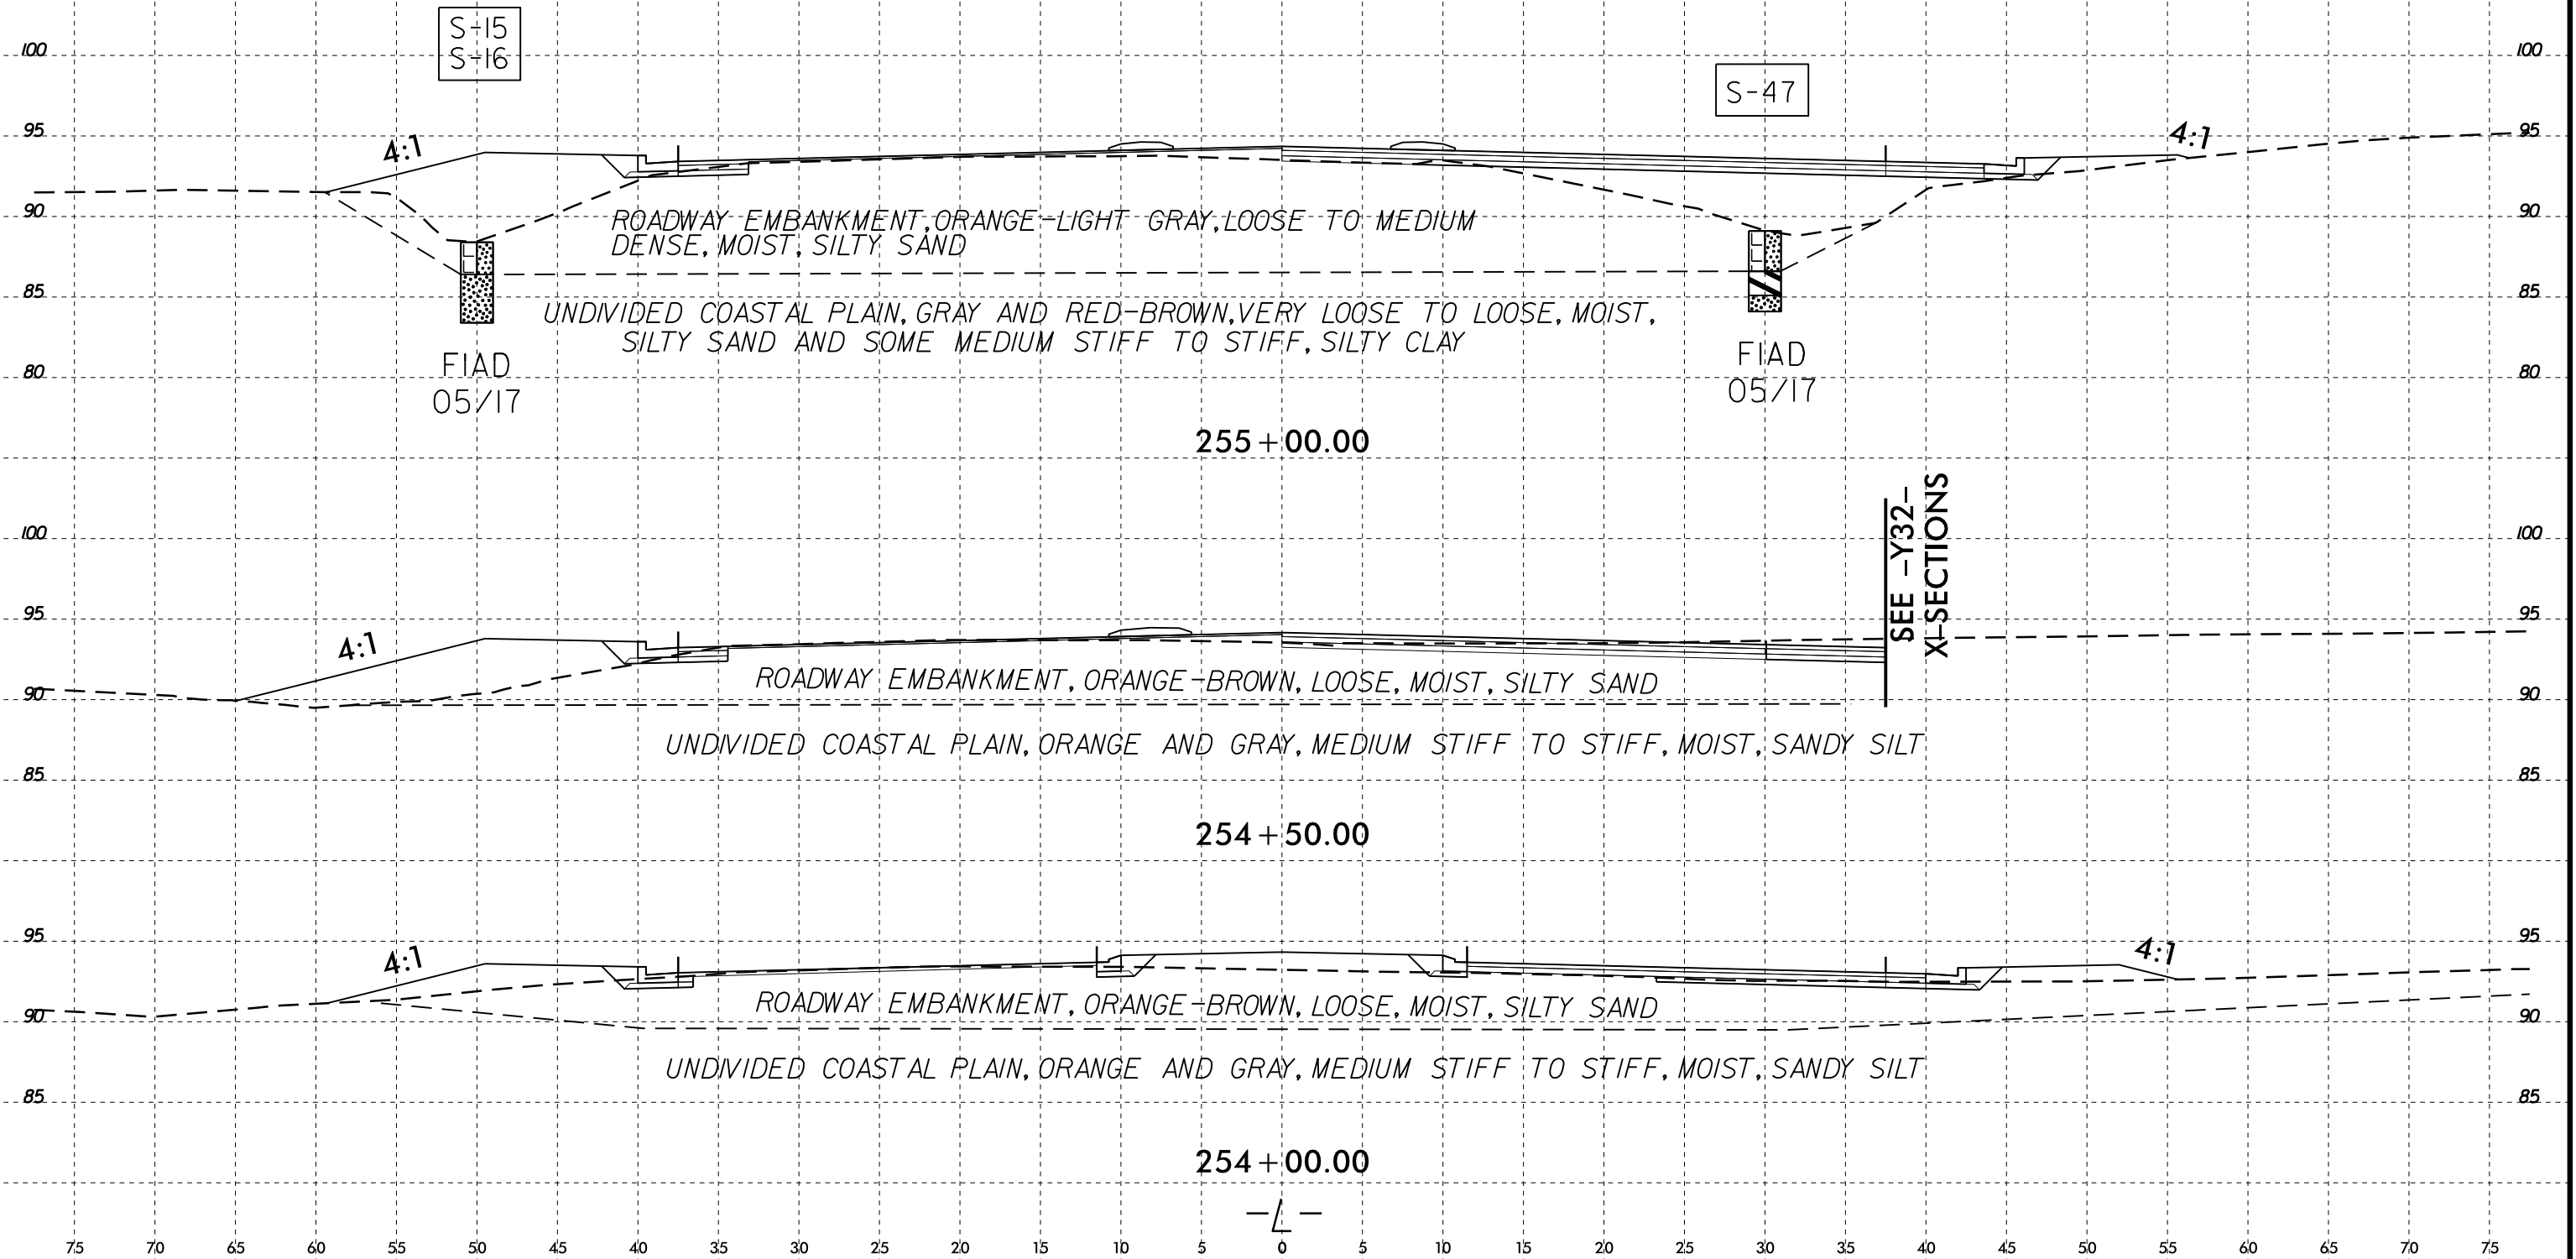 S-15
S-16
100
100
S-47
4:1
4:1
95
95
90
90
ROADWAY EMBANKMENT, ORANGE-LIGHT GRAY, LOOSE TO MEDIUM
DENSE, MOIST, SILTY SAND
85
85
UNDIVIDED COASTAL PLAIN, GRAY AND RED-BROWN, VERY LOOSE TO LOOSE, MOIST,
SILTY SAND AND SOME MEDIUM STIFF TO STIFF, SILTY CLAY
FIAD
05/17
FIAD
05/17
80
80
255+00.00
SEE -Y32-
X-SECTIONS
100
100
95
95
4:1
90
90
ROADWAY EMBANKMENT, ORANGE-BROWN, LOOSE, MOIST, SILTY SAND
UNDIVIDED COASTAL PLAIN, ORANGE AND GRAY, MEDIUM STIFF TO STIFF, MOIST, SANDY SILT
85
85
254+50.00
95
95
4:1
4:1
90
90
ROADWAY EMBANKMENT, ORANGE-BROWN, LOOSE, MOIST, SILTY SAND
UNDIVIDED COASTAL PLAIN, ORANGE AND GRAY, MEDIUM STIFF TO STIFF, MOIST, SANDY SILT
85
85
254+00.00
-L-
75 70 65 60 55 50 45 40 35 30 25 20 15 10 5 0 5 10 15 20 25 30 35 40 45 50 55 60 65 70 75